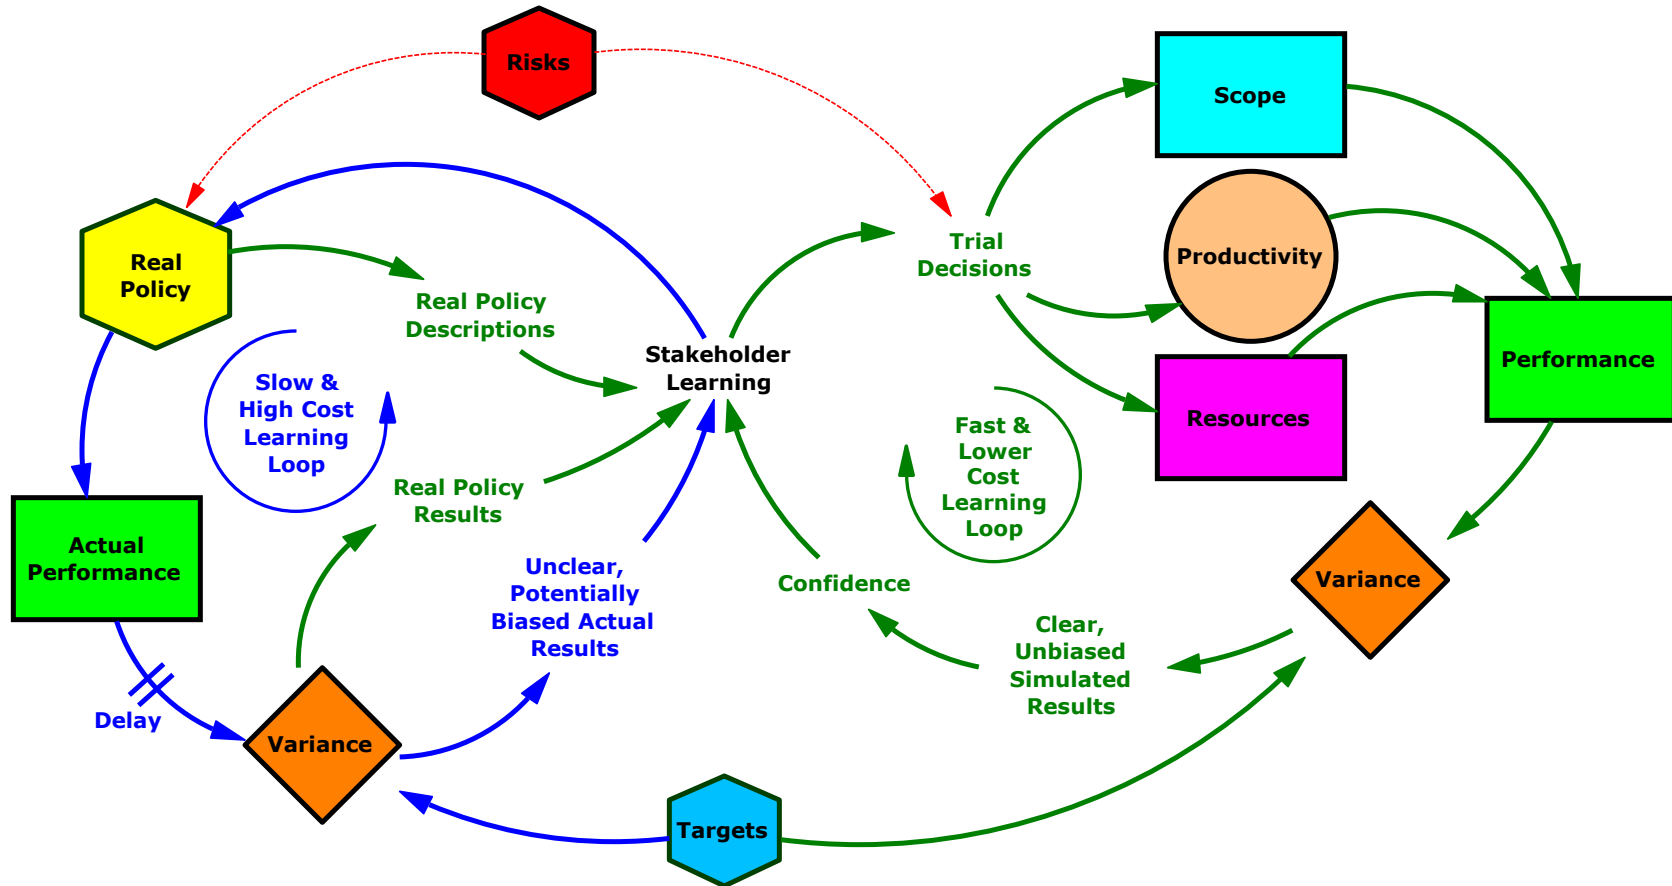 Risks
Scope
Real
Policy
Trial
Decisions
Productivity
Real Policy
Descriptions
Stakeholder
Learning
Performance
Slow &
High Cost
Learning
Loop
Resources
Fast &
Lower
Cost
Learning
Loop
Real Policy
Results
Actual
Performance
Unclear,
Potentially
Biased Actual
Results
Confidence
Variance
Clear,
Unbiased
Simulated
Results
Delay
Variance
Targets